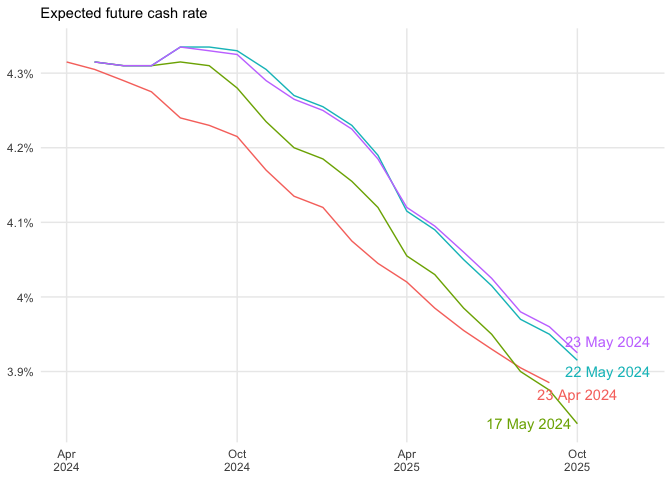 Expected future cash rate
4.3%
4.2%
4.1%
4%
3.9%
23 May 2024
22 May 2024
23 Apr 2024
17 May 2024
Apr
2024
Oct
2024
Apr
2025
Oct
2025